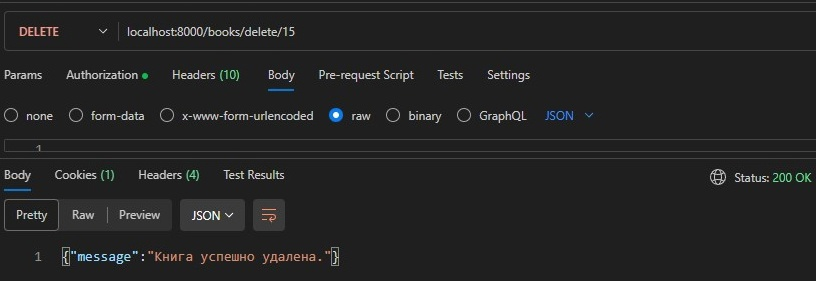 DELETE localhost:8000/books/delete/15
Params Authorization Headers (10) Body Pre-request Script Tests Settings
none form-data x-www-form-urlencoded raw binary GraphQL JSON
1
Body Cookies (1) Headers (4) Test Results Status: 200 OK
Pretty Raw Preview JSON
1 {"message":"Книга успешно удалена."}